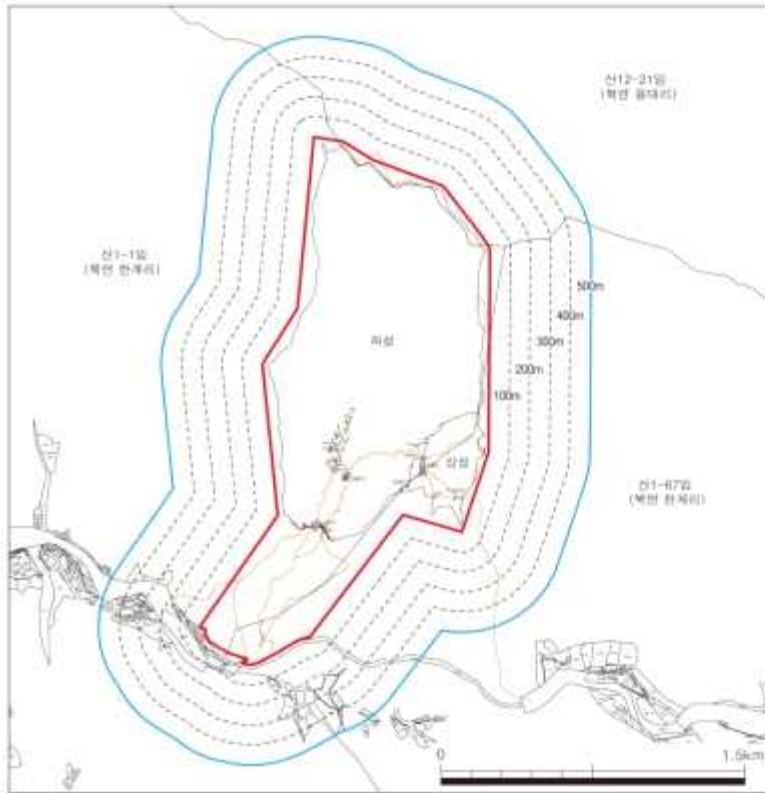 산12-21임
(북면 용대리)
산1-1임
(북면 한계리)
500m
400m
300m
200m
100m
하성
상성
산1-67임
(북면 한계리)
0
1.5km